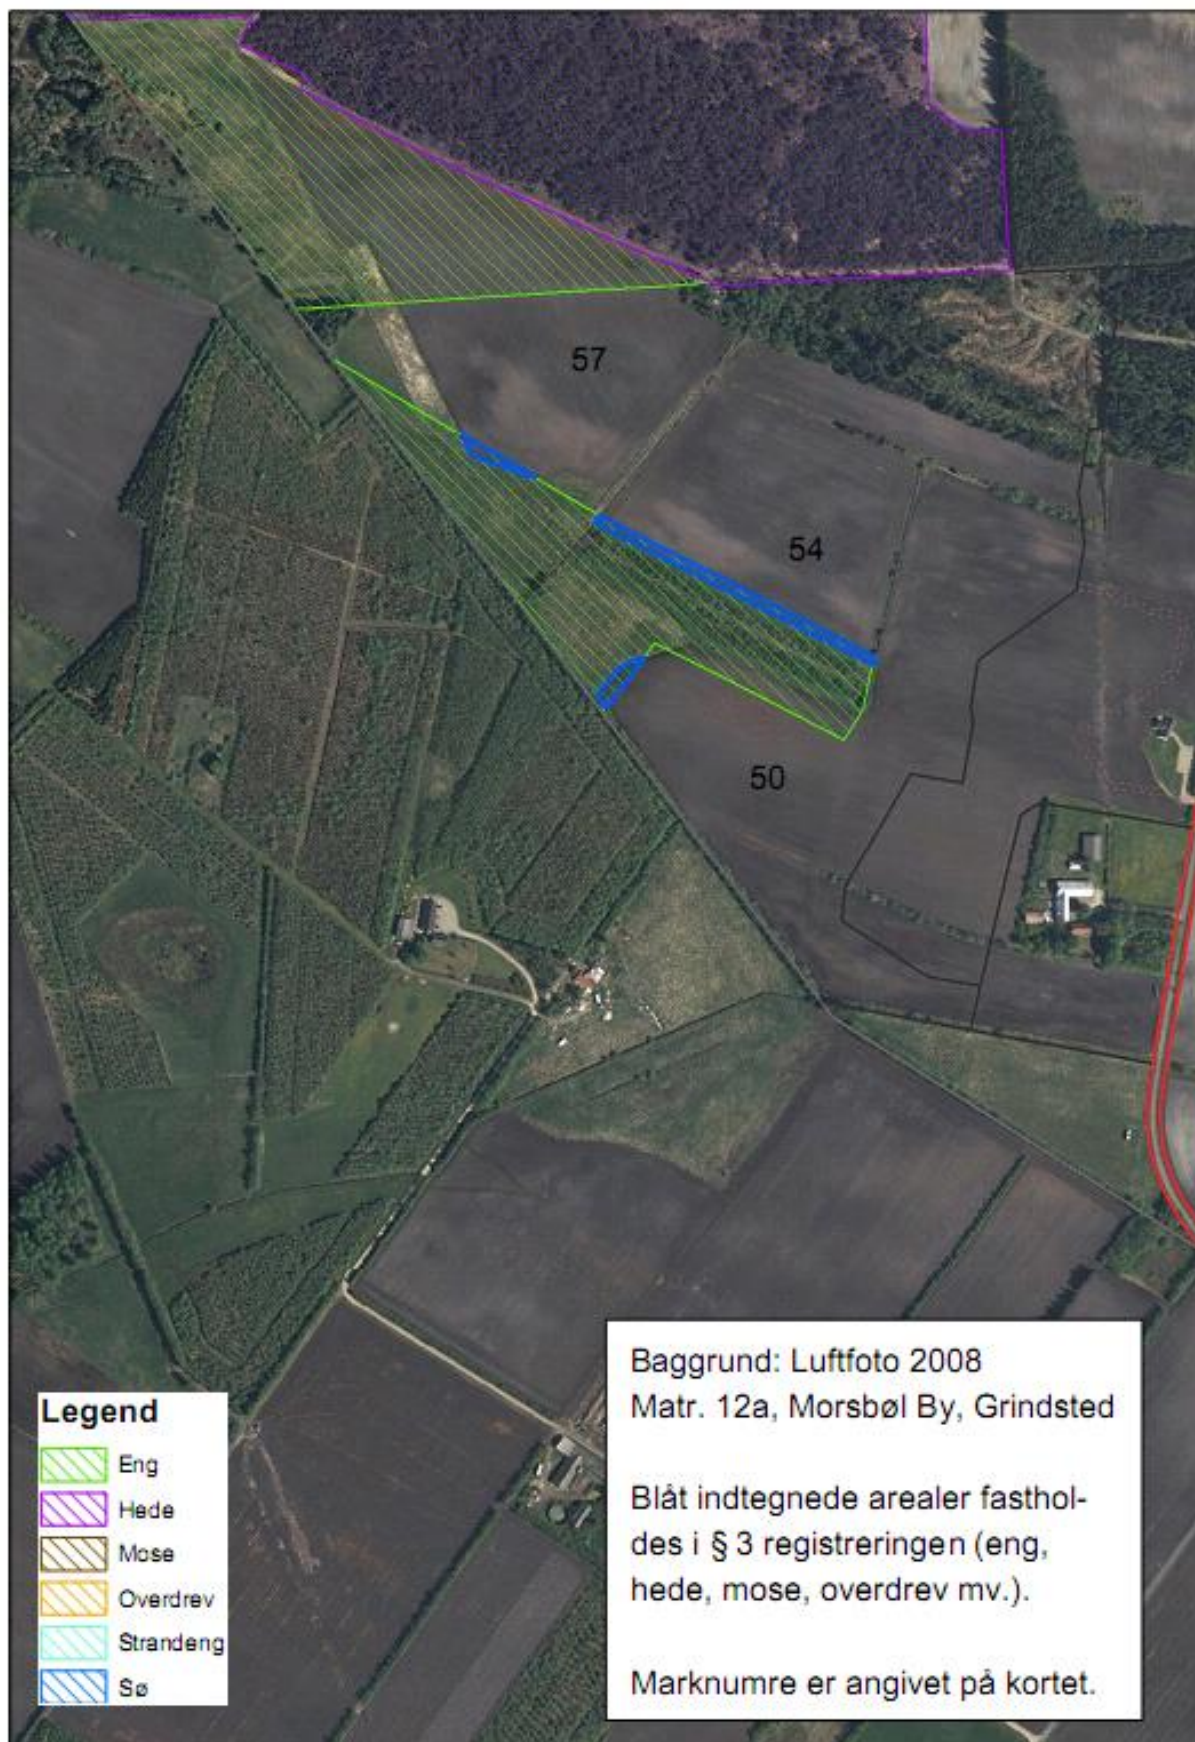 57
54
50
Baggrund: Luftfoto 2008
Matr. 12a, Morsbøl By, Grindsted
Blåt indtegnede arealer fasthol-
des i § 3 registreringen (eng,
hede, mose, overdrev mv.).
Marknumre er angivet på kortet.
Legend
Eng
Hede
Mose
Overdrev
Strandeng
Sø